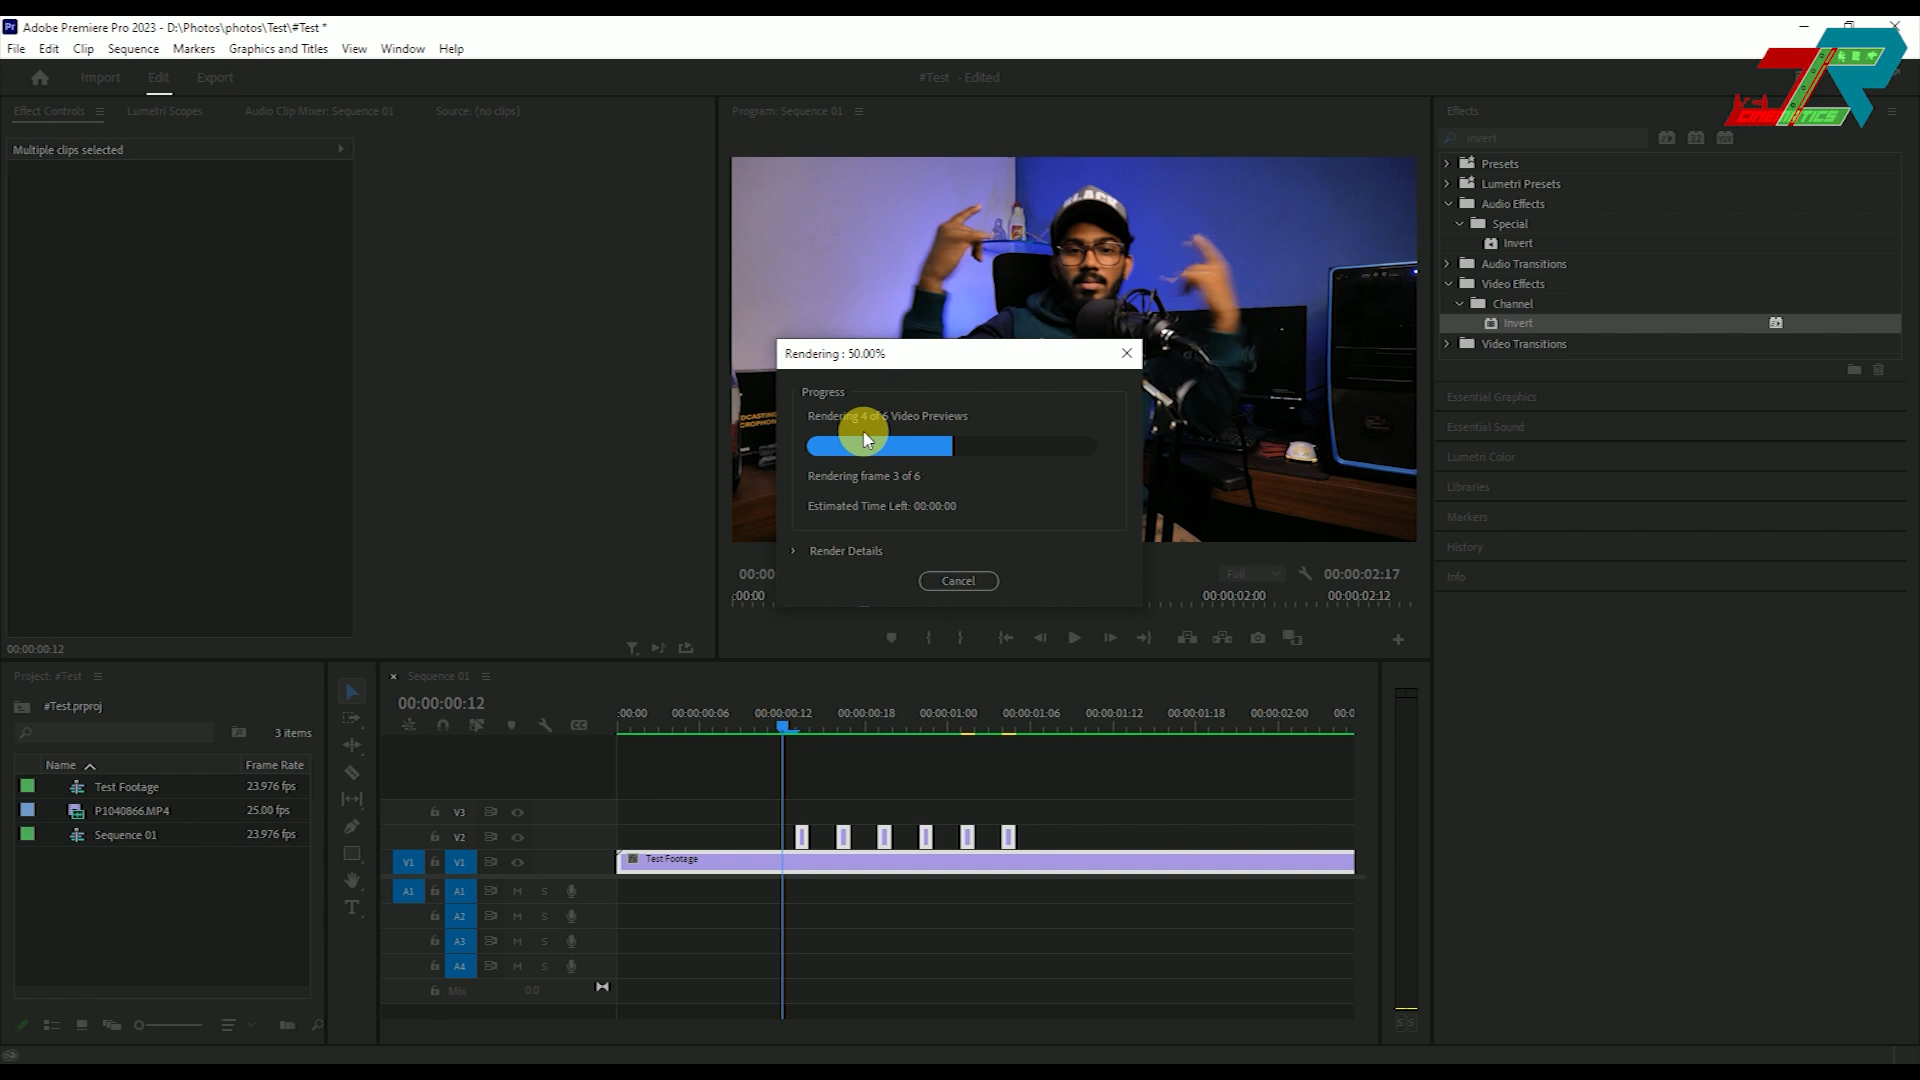 Adobe Premiere Pro 2023 - D:\Photos\photos\Test\#Test *
File Edit Clip Sequence Markers Graphics and Titles View Window Help
Import Edit Export
#Test - Edited
CINEMATICS
Effect Controls Lumetri Scopes Audio Clip Mixer: Sequence 01 Source: (no clips)
Multiple clips selected
00:00:00:12
Program: Sequence 01
BLACK
Rendering : 50.00%
Progress
Rendering 4 of 6 Video Previews
Rendering frame 3 of 6
Estimated Time Left: 00:00:00
Render Details
Cancel
00:00
Full
00:00:02:17
:00:00 00:00:02:00 00:00:02:12
Effects
invert
Presets
Lumetri Presets
Audio Effects
Special
Invert
Audio Transitions
Video Effects
Channel
Invert
Video Transitions
Essential Graphics
Essential Sound
Lumetri Color
Libraries
Markers
History
Info
Project: #Test
#Test.prproj
3 items
Name Frame Rate
Test Footage 23.976 fps
P1040866.MP4 25.00 fps
Sequence 01 23.976 fps
Sequence 01
00:00:00:12
:00:00 00:00:00:06 00:00:00:12 00:00:00:18 00:00:01:00 00:00:01:06 00:00:01:12 00:00:01:18 00:00:02:00 00:0
V3
V2
V1 V1
Test Footage
A1 A1 M S
A2 M S
A3 M S
A4 M S
Mix 0.0
S S